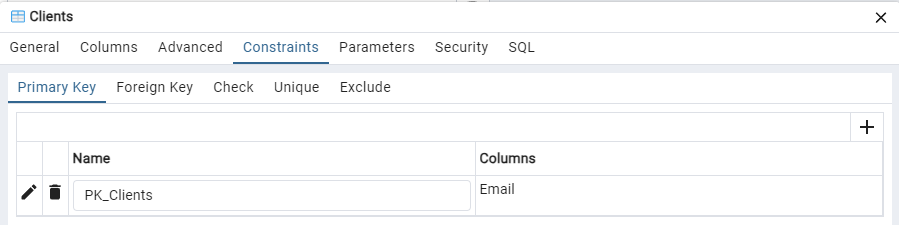 Clients
General Columns Advanced Constraints Parameters Security SQL
Primary Key Foreign Key Check Unique Exclude
Name Columns
PK_Clients Email